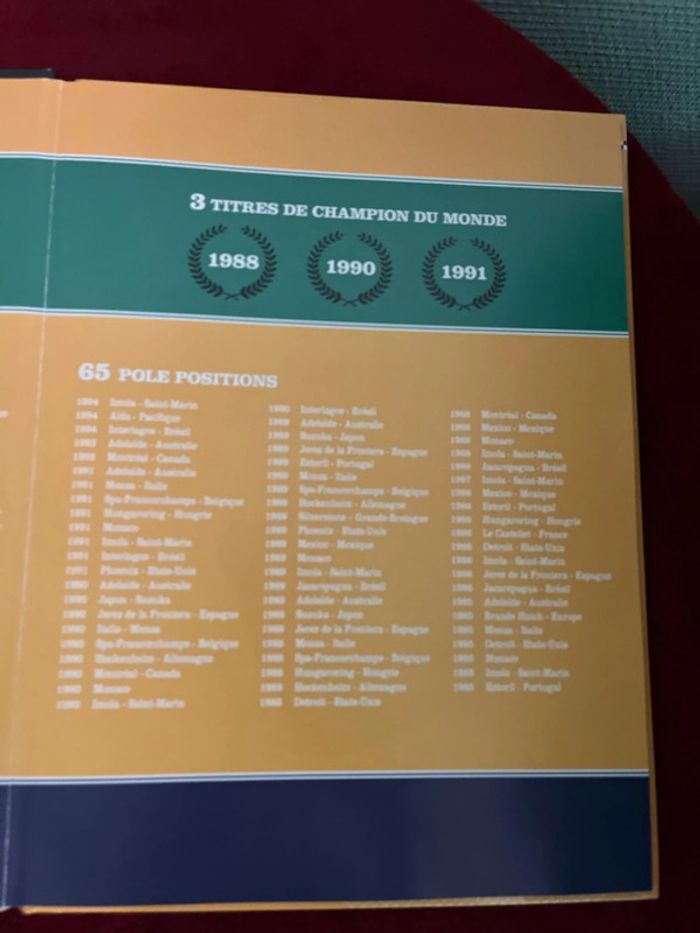 3 TITRES DE CHAMPION DU MONDE
1988
1990
1991
65 POLE POSITIONS
1994 Imola - Saint-Marin
1994 Aïda - Pacifique
1994 Interlagos - Brésil
1993 Adelaide - Australie
1992 Montréal - Canada
1991 Adelaide - Australie
1991 Monza - Italie
1991 Spa-Francorchamps - Belgique
1991 Hungaroring - Hongrie
1991 Monaco
1991 Imola - Saint-Marin
1991 Interlagos - Brésil
1991 Phoenix - Etats-Unis
1990 Adelaide - Australie
1990 Japon - Suzuka
1990 Jerez de la Frontera - Espagne
1990 Italie - Monza
1990 Spa-Francorchamps - Belgique
1990 Hockenheim - Allemagne
1990 Montréal - Canada
1990 Monaco
1990 Imola - Saint-Marin
1990 Interlagos - Brésil
1989 Adelaide - Australie
1989 Suzuka - Japon
1989 Jerez de la Frontera - Espagne
1989 Estoril - Portugal
1989 Monza - Italie
1989 Spa-Francorchamps - Belgique
1989 Hockenheim - Allemagne
1989 Silverstone - Grande-Bretagne
1989 Phoenix - Etats-Unis
1989 Mexico - Mexique
1989 Monaco
1989 Imola - Saint-Marin
1989 Jacarepagua - Brésil
1988 Adelaide - Australie
1988 Suzuka - Japon
1988 Jerez de la Frontera - Espagne
1988 Monza - Italie
1988 Spa-Francorchamps - Belgique
1988 Hungaroring - Hongrie
1988 Hockenheim - Allemagne
1988 Detroit - Etats-Unis
1988 Montréal - Canada
1988 Mexico - Mexique
1988 Monaco
1988 Imola - Saint-Marin
Jacarepagua - Brésil
1987 Imola - Saint-Marin
1986 Mexico - Mexique
1986 Estoril - Portugal
1986 Hungaroring - Hongrie
1986 Le Castellet - France
1986 Detroit - Etats-Unis
1986 Imola - Saint-Marin
1986 Jerez de la Frontera - Espagne
1986 Jacarepagua - Brésil
1985 Adelaide - Australie
1985 Brands Hatch - Europe
1985 Monza - Italie
1985 Detroit - Etats-Unis
1985 Monaco
1985 Imola - Saint-Marin
1985 Estoril - Portugal